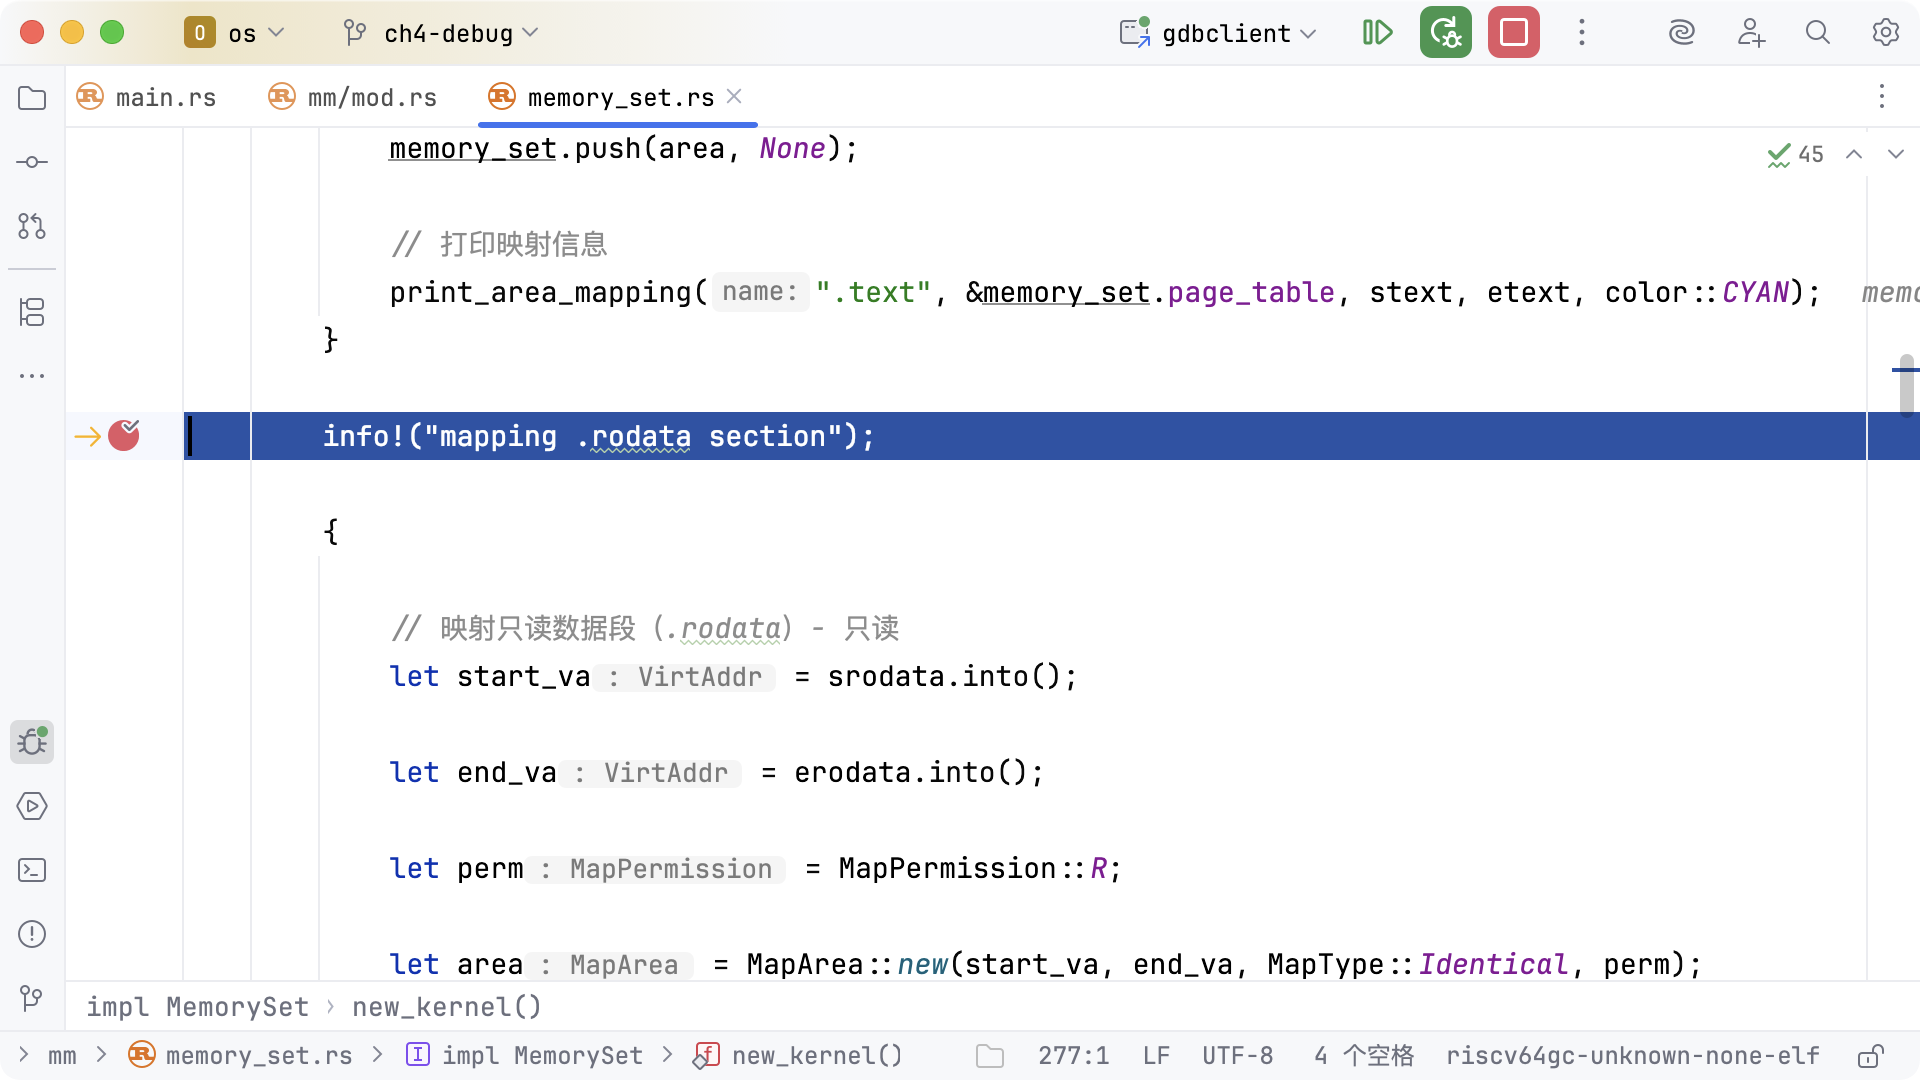 O os ch4-debug gdbclient
main.rs mm/mod.rs memory_set.rs
memory_set.push(area, None);
45
// 打印映射信息
print_area_mapping( name: ".text", &memory_set.page_table, stext, etext, color::CYAN);
}
info!("mapping .rodata section");
{
// 映射只读数据段（.rodata）- 只读
let start_va : VirtAddr = srodata.into();
let end_va : VirtAddr = erodata.into();
let perm : MapPermission = MapPermission::R;
let area : MapArea = MapArea::new(start_va, end_va, MapType::Identical, perm);
impl MemorySet › new_kernel()
> mm > memory_set.rs > I impl MemorySet > f new_kernel() 277:1 LF UTF-8 4 个空格 riscv64gc-unknown-none-elf